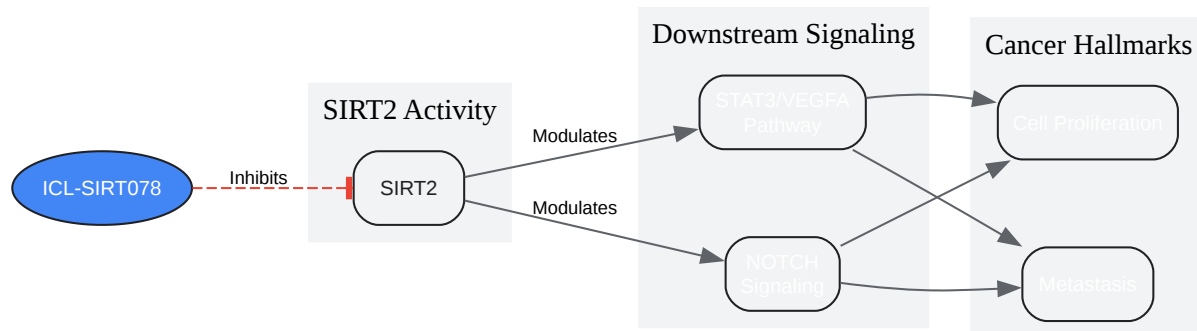 Downstream Signaling
Cancer Hallmarks
SIRT2 Activity
STAT3/VEGFA
Pathway
Cell Proliferation
Modulates
ICL-SIRT078
Inhibits
SIRT2
Modulates
NOTCH
Signaling
Metastasis